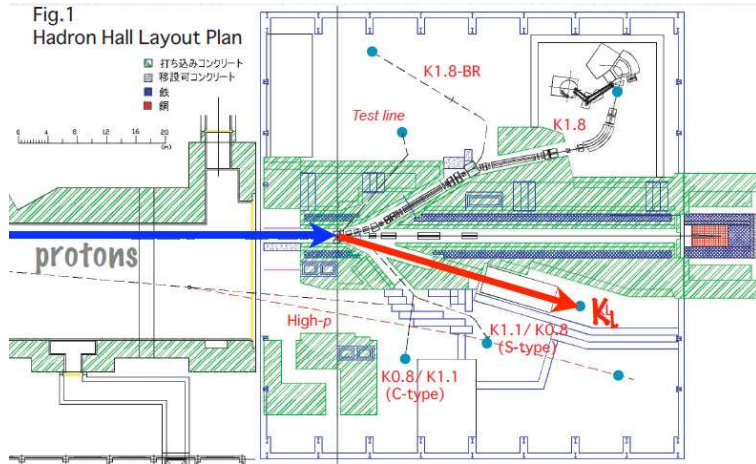 Fig.1
Hadron Hall Layout Plan
打ち込みコンクリート
移設可コンクリート
鉄
銅
0 4 8 12 16 20
(m)
K1.8-BR
Test line
K1.8
protons
KL
High-p
K1.1/ K0.8
(S-type)
K0.8/ K1.1
(C-type)